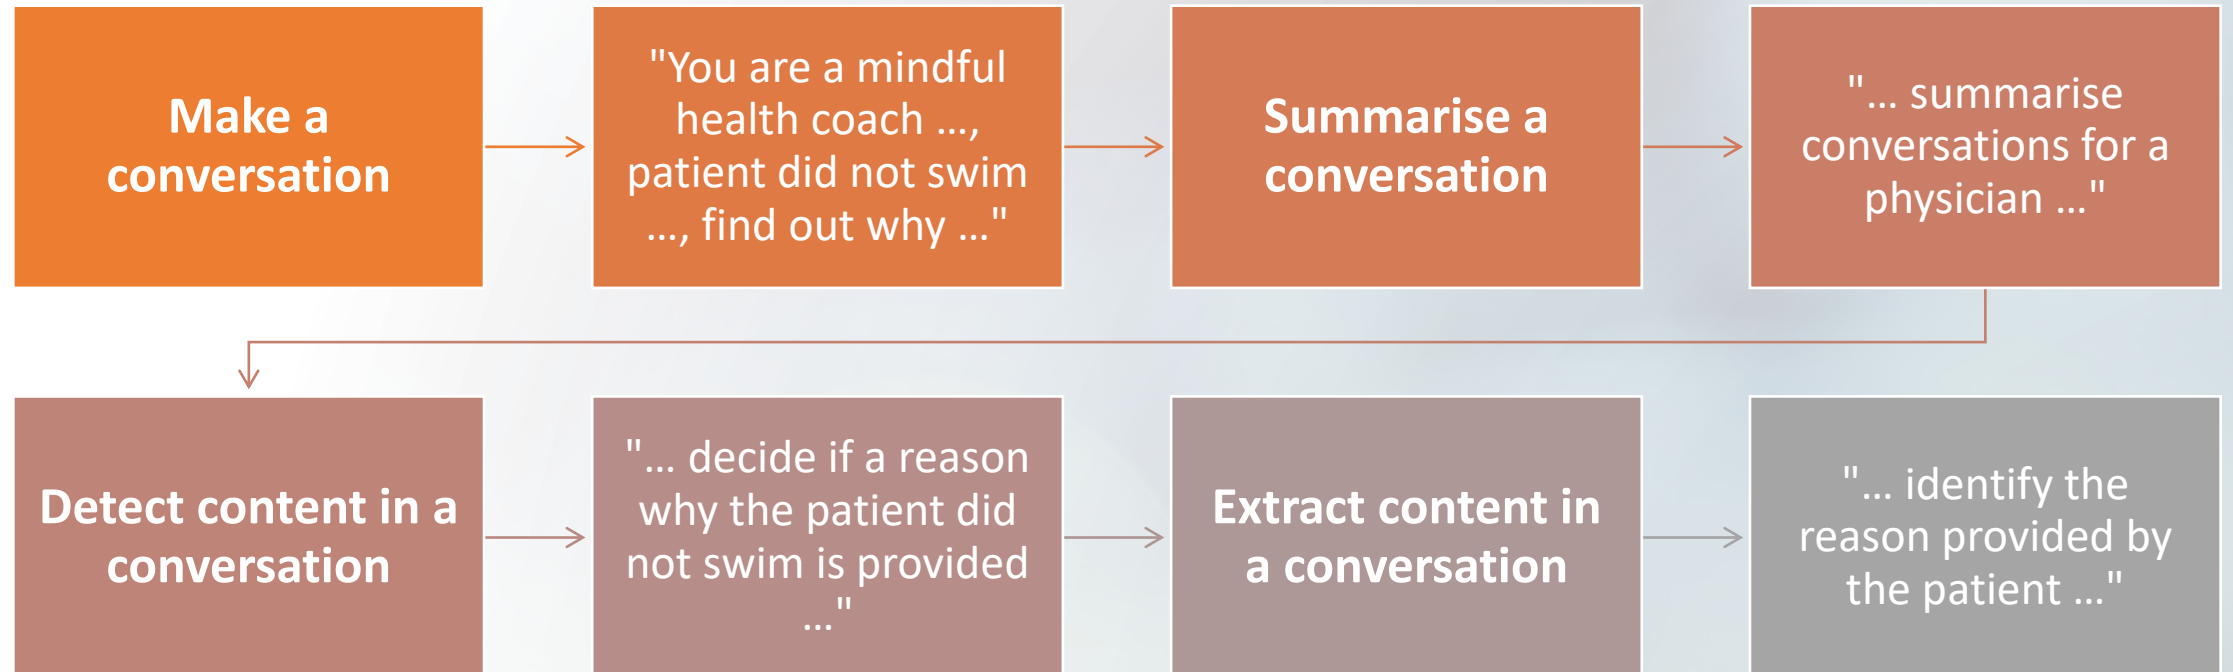 Make a
conversation
"You are a mindful
health coach …,
patient did not swim
…, find out why …"
Summarise a
conversation
"… summarise
conversations for a
physician …"
Detect content in a
conversation
"… decide if a reason
why the patient did
not swim is provided
…"
Extract content in
a conversation
"… identify the
reason provided by
the patient …"